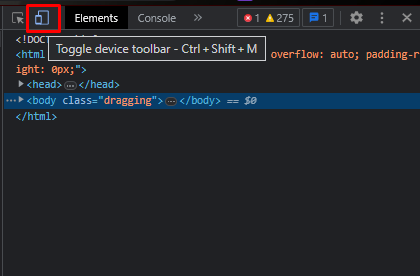 Elements Console » 1 275 1
<!DOC
Toggle device toolbar - Ctrl + Shift + M
<html overflow: auto; padding-r
ight: 0px;">
<head> … </head>
… <body class="dragging"> … </body> == $0
</html>